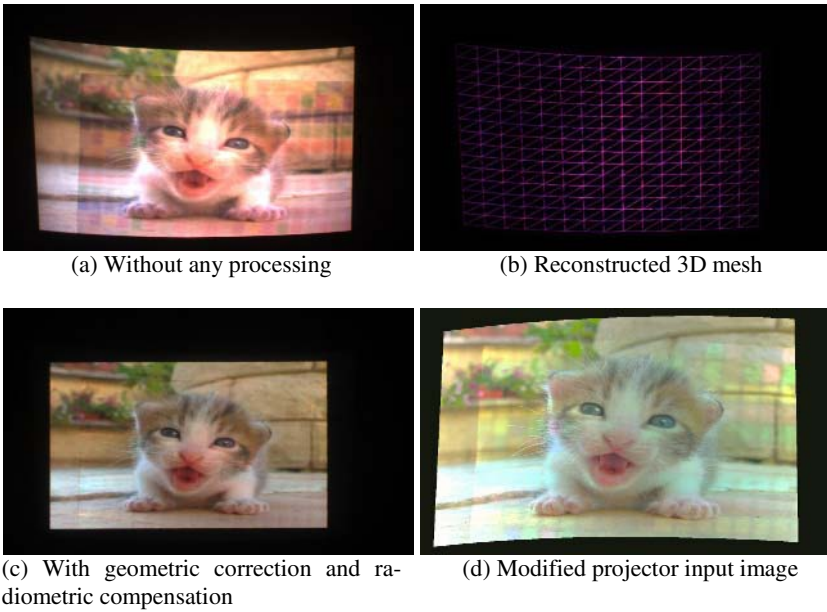 (a) Without any processing
(b) Reconstructed 3D mesh
(c) With geometric correction and ra-
diometric compensation
(d) Modified projector input image